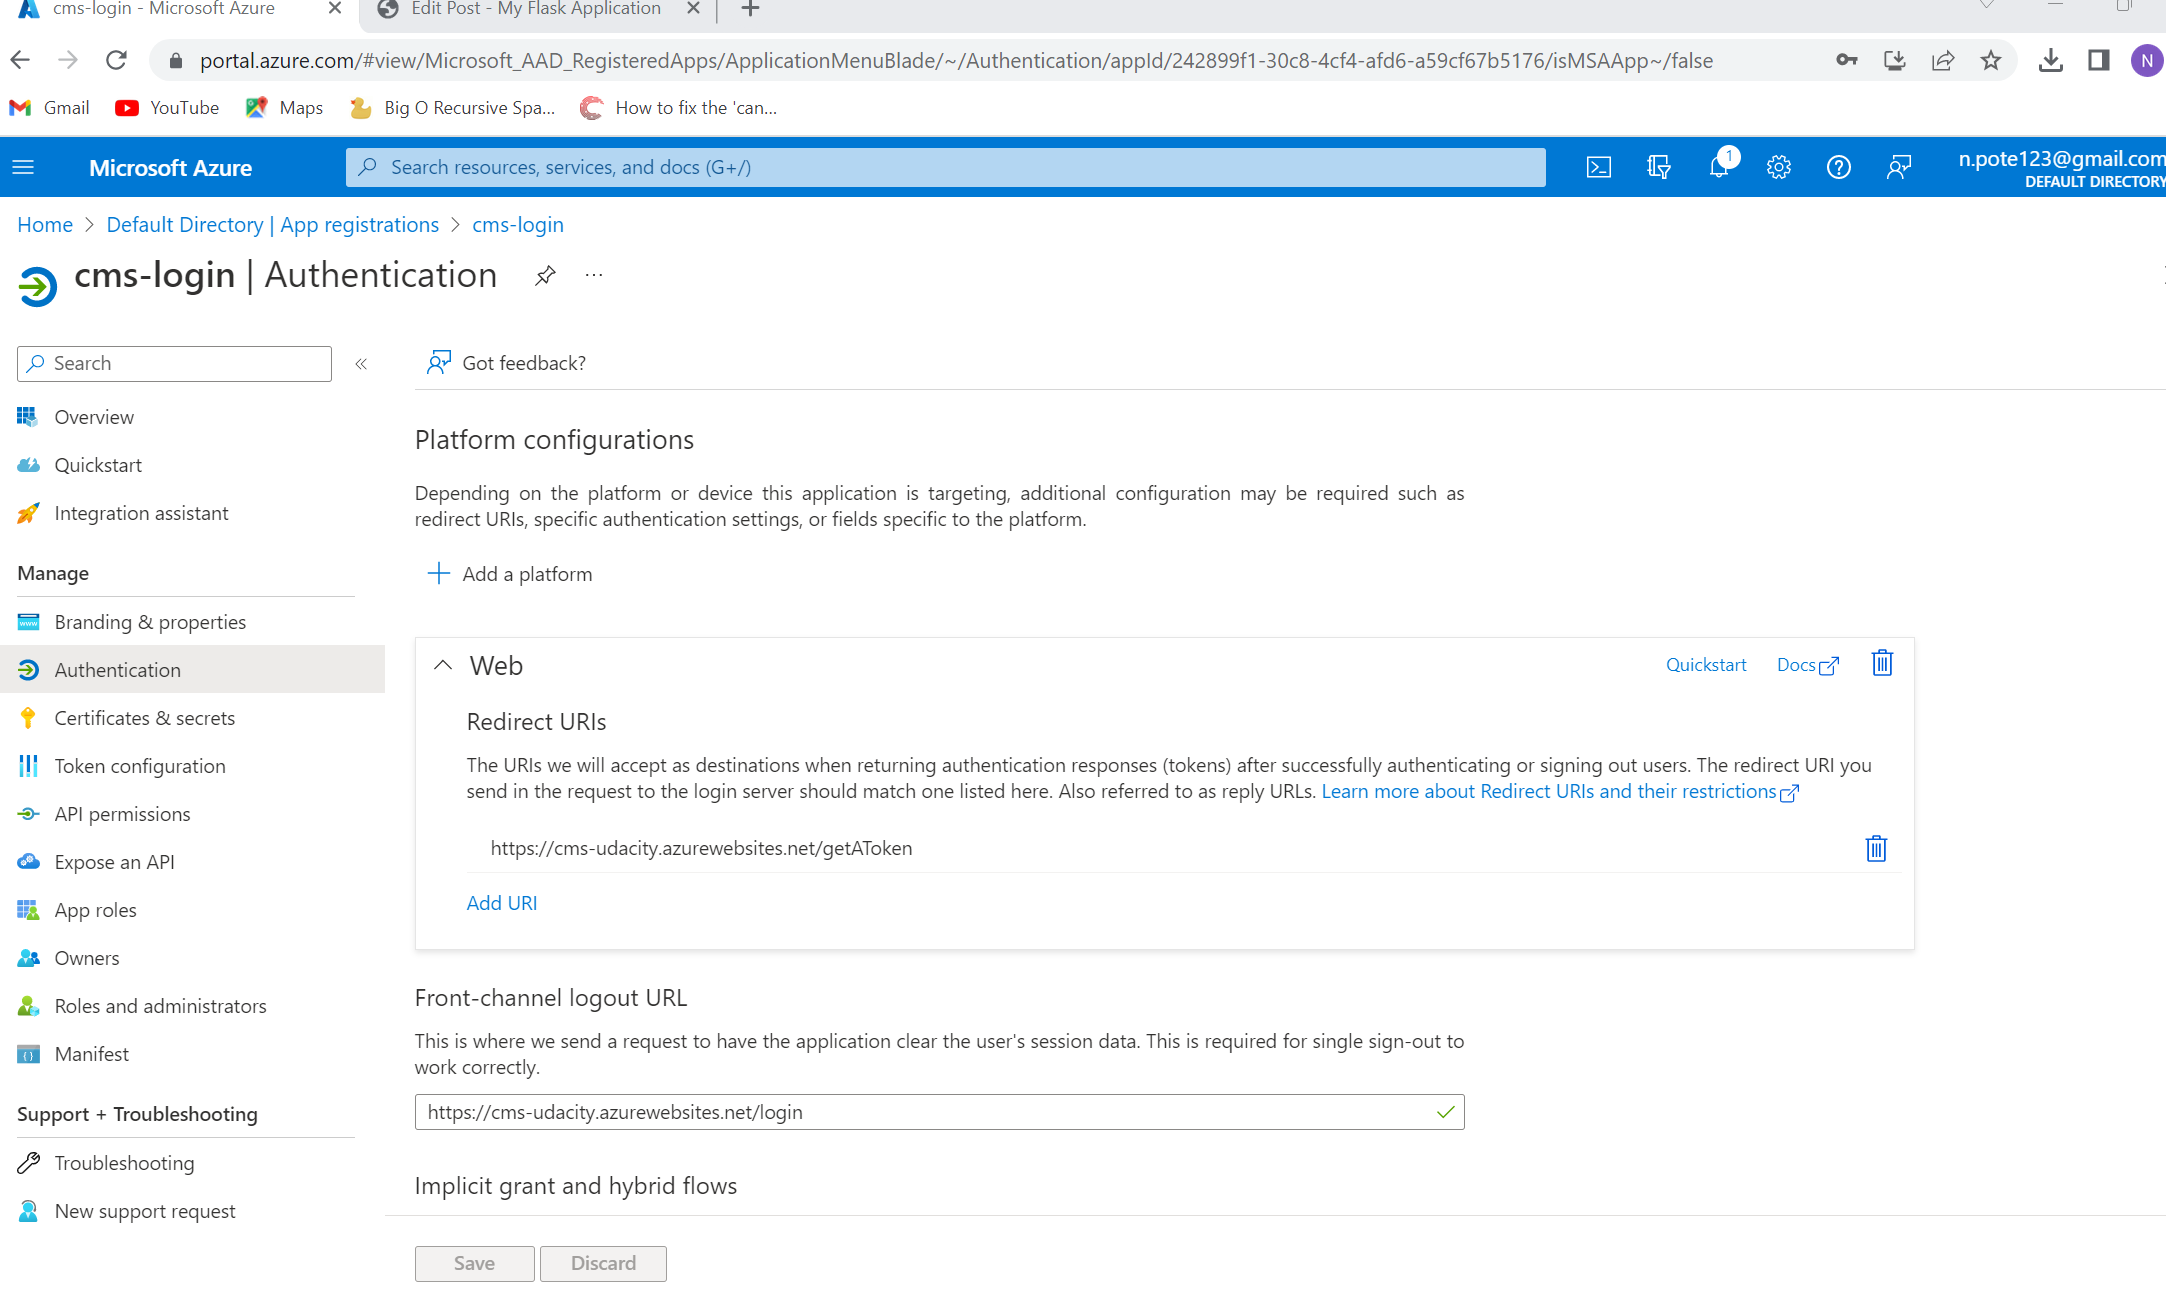 cms-login - Microsoft Azure
Edit Post - My Flask Application
portal.azure.com/#view/Microsoft_AAD_RegisteredApps/ApplicationMenuBlade/~/Authentication/appId/242899f1-30c8-4cf4-afd6-a59cf67b5176/isMSAApp~/false
N
Gmail
YouTube
Maps
Big O Recursive Spa...
How to fix the 'can...
Microsoft Azure
Search resources, services, and docs (G+/)
1
n.pote123@gmail.com
DEFAULT DIRECTORY
Home > Default Directory | App registrations > cms-login
cms-login | Authentication
...
Search
«
Overview
Quickstart
Integration assistant
Manage
Branding & properties
Authentication
Certificates & secrets
Token configuration
API permissions
Expose an API
App roles
Owners
Roles and administrators
Manifest
Support + Troubleshooting
Troubleshooting
New support request
Got feedback?
Platform configurations
Depending on the platform or device this application is targeting, additional configuration may be required such as
redirect URIs, specific authentication settings, or fields specific to the platform.
Add a platform
Web
Quickstart
Docs
Redirect URIs
The URIs we will accept as destinations when returning authentication responses (tokens) after successfully authenticating or signing out users. The redirect URI you
send in the request to the login server should match one listed here. Also referred to as reply URLs. Learn more about Redirect URIs and their restrictions
https://cms-udacity.azurewebsites.net/getAToken
Add URI
Front-channel logout URL
This is where we send a request to have the application clear the user's session data. This is required for single sign-out to
work correctly.
https://cms-udacity.azurewebsites.net/login
Implicit grant and hybrid flows
Save
Discard